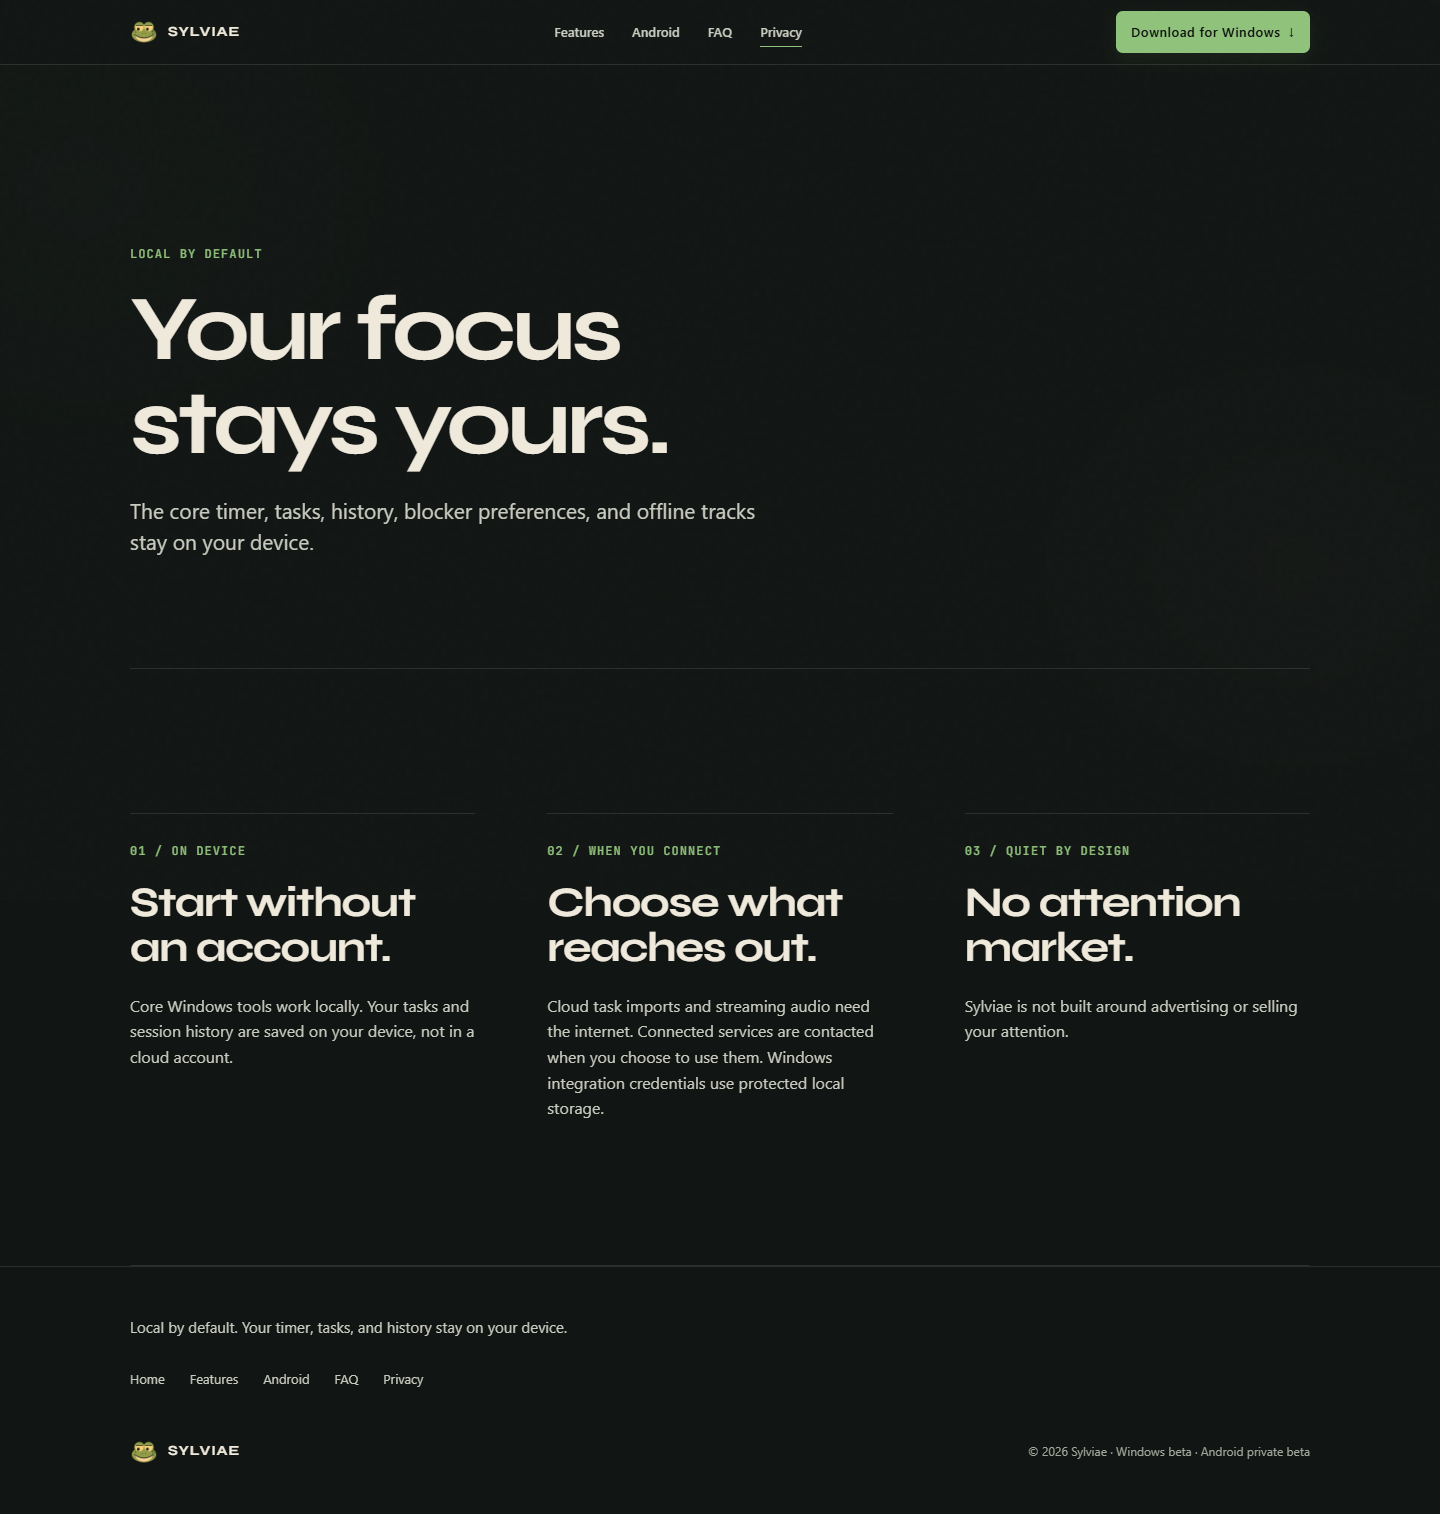 SYLVIAE
Features
Android
FAQ
Privacy
Download for Windows ↓
LOCAL BY DEFAULT
Your focus
stays yours.
The core timer, tasks, history, blocker preferences, and offline tracks
stay on your device.
01 / ON DEVICE
Start without
an account.
Core Windows tools work locally. Your tasks and
session history are saved on your device, not in a
cloud account.
02 / WHEN YOU CONNECT
Choose what
reaches out.
Cloud task imports and streaming audio need
the internet. Connected services are contacted
when you choose to use them. Windows
integration credentials use protected local
storage.
03 / QUIET BY DESIGN
No attention
market.
Sylviae is not built around advertising or selling
your attention.
Local by default. Your timer, tasks, and history stay on your device.
Home
Features
Android
FAQ
Privacy
SYLVIAE
© 2026 Sylviae · Windows beta · Android private beta